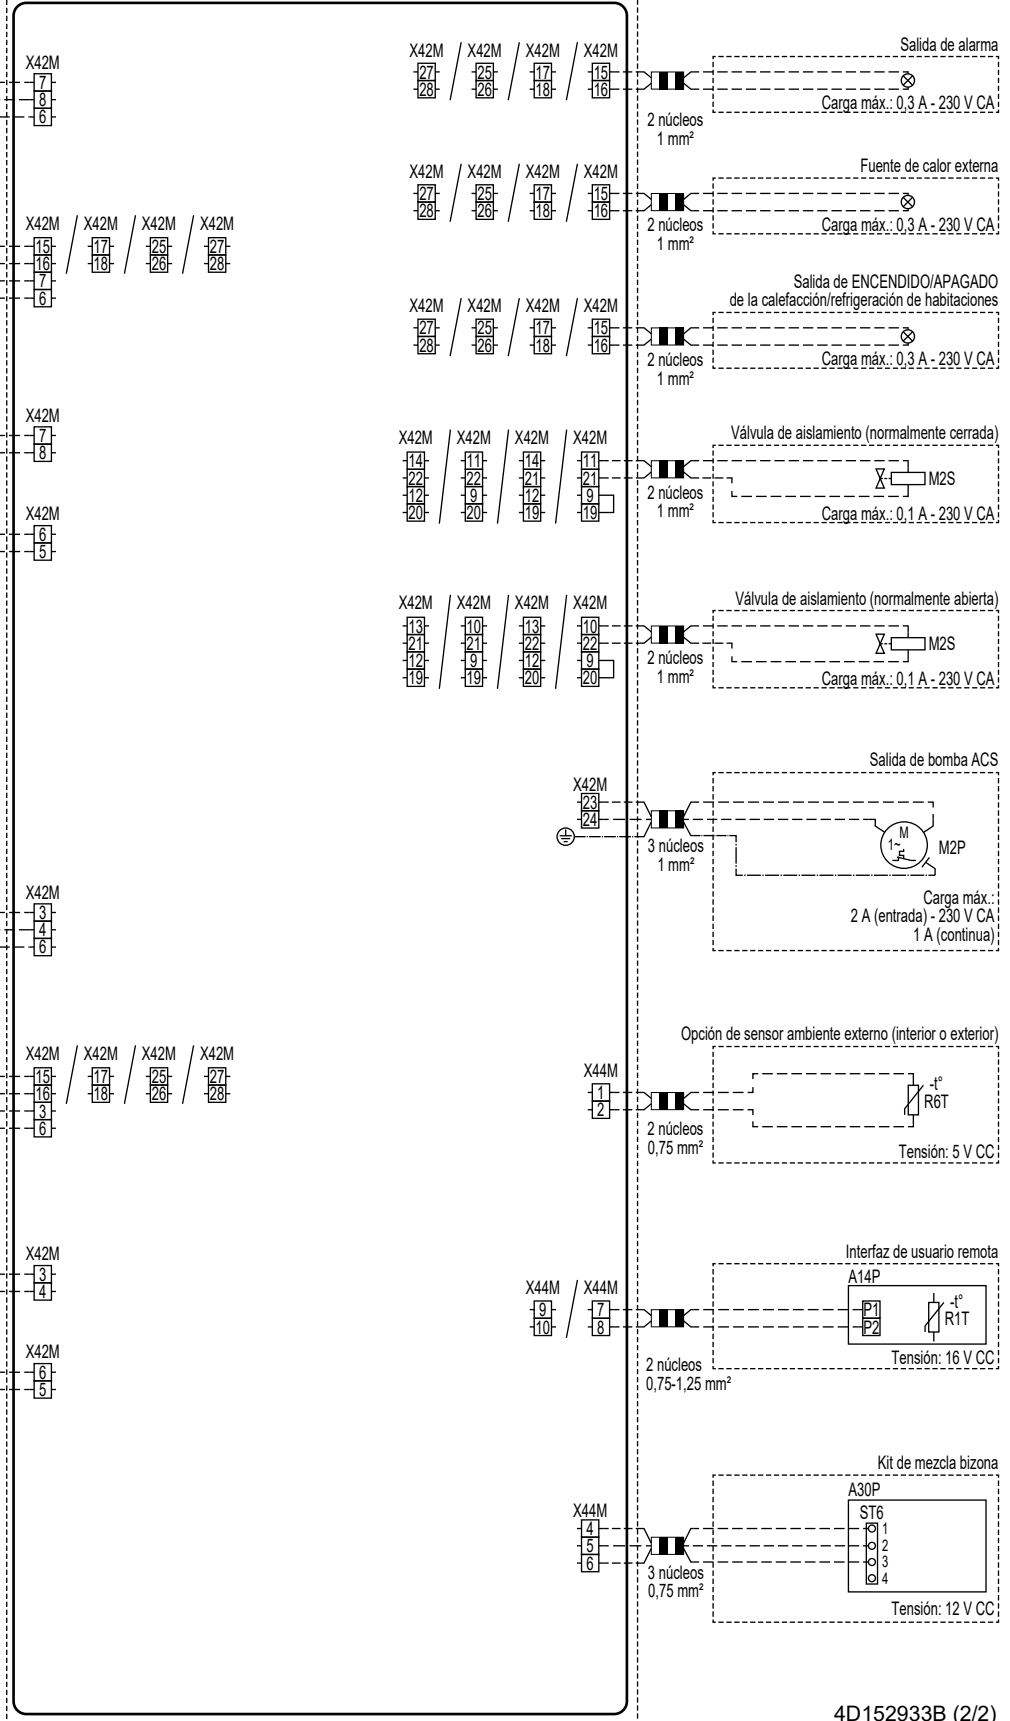 X42M
7
8
6
X42M / X42M / X42M / X42M
27 25 17 15
28 26 18 16
2 núcleos
1 mm²
Salida de alarma
Carga máx.: 0,3 A - 230 V CA
X42M / X42M / X42M / X42M
27 25 17 15
28 26 18 16
2 núcleos
1 mm²
Fuente de calor externa
Carga máx.: 0,3 A - 230 V CA
X42M / X42M / X42M / X42M
15 17 25 27
16 18 26 28
7
6
X42M / X42M / X42M / X42M
27 25 17 15
28 26 18 16
2 núcleos
1 mm²
Salida de ENCENDIDO/APAGADO
de la calefacción/refrigeración de habitaciones
Carga máx.: 0,3 A - 230 V CA
X42M
7
8
X42M / X42M / X42M / X42M
14 11 14 11
22 22 21 21
12 9 12 9
20 20 19 19
2 núcleos
1 mm²
Válvula de aislamiento (normalmente cerrada)
M2S
Carga máx.: 0,1 A - 230 V CA
X42M
6
5
X42M / X42M / X42M / X42M
13 10 13 10
21 21 22 22
12 9 12 9
19 19 20 20
2 núcleos
1 mm²
Válvula de aislamiento (normalmente abierta)
M2S
Carga máx.: 0,1 A - 230 V CA
X42M
23
24
3 núcleos
1 mm²
Salida de bomba ACS
M
1~
M2P
Carga máx.:
2 A (entrada) - 230 V CA
1 A (continua)
X42M
3
4
6
X42M / X42M / X42M / X42M
15 17 25 27
16 18 26 28
3
6
X44M
1
2
2 núcleos
0,75 mm²
Opción de sensor ambiente externo (interior o exterior)
-t°
R6T
Tensión: 5 V CC
X42M
3
4
X44M / X44M
9 7
10 8
2 núcleos
0,75-1,25 mm²
Interfaz de usuario remota
A14P
P1
P2
-t°
R1T
Tensión: 16 V CC
X42M
6
5
X44M
4
5
6
3 núcleos
0,75 mm²
Kit de mezcla bizona
A30P
ST6
1
2
3
4
Tensión: 12 V CC
4D152933B (2/2)